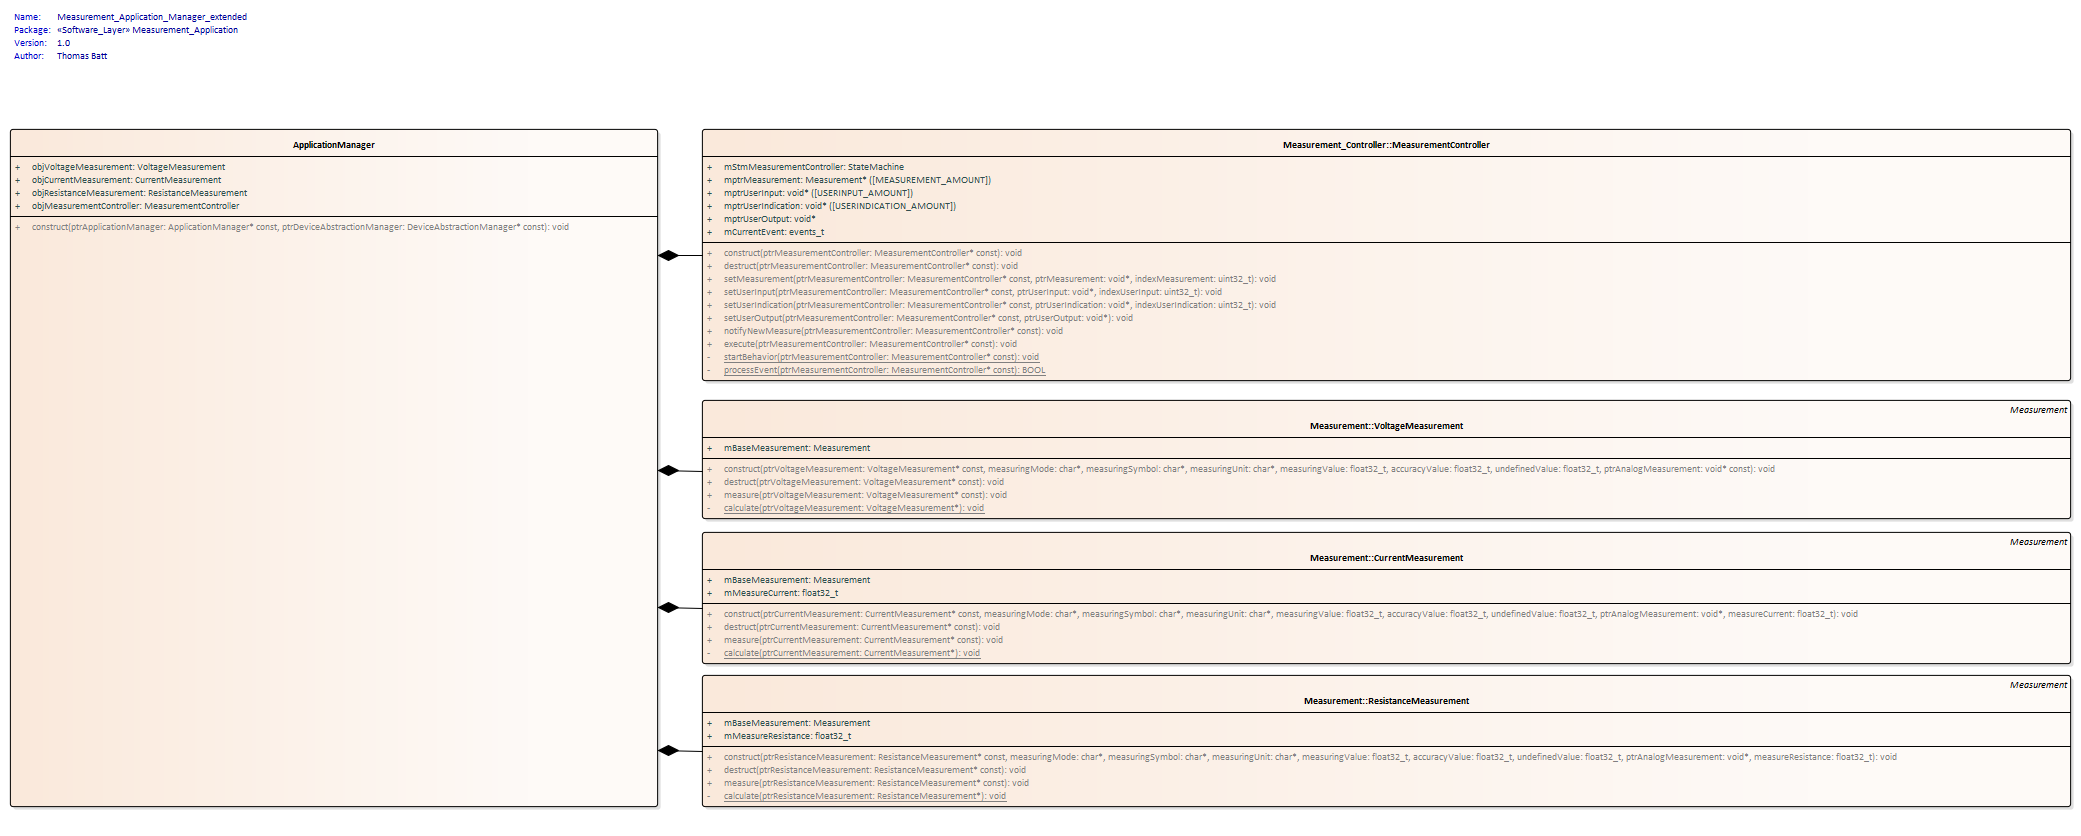 Name: Measurement_Application_Manager_extended
Package: «Software_Layer» Measurement_Application
Version: 1.0
Author: Thomas Batt
ApplicationManager
+ objVoltageMeasurement: VoltageMeasurement
+ objCurrentMeasurement: CurrentMeasurement
+ objResistanceMeasurement: ResistanceMeasurement
+ objMeasurementController: MeasurementController
+ construct(ptrApplicationManager: ApplicationManager* const, ptrDeviceAbstractionManager: DeviceAbstractionManager* const): void
Measurement_Controller::MeasurementController
+ mStmMeasurementController: StateMachine
+ mptrMeasurement: Measurement* ([MEASUREMENT_AMOUNT])
+ mptrUserInput: void* ([USERINPUT_AMOUNT])
+ mptrUserIndication: void* ([USERINDICATION_AMOUNT])
+ mptrUserOutput: void*
+ mCurrentEvent: events_t
+ construct(ptrMeasurementController: MeasurementController* const): void
+ destruct(ptrMeasurementController: MeasurementController* const): void
+ setMeasurement(ptrMeasurementController: MeasurementController* const, ptrMeasurement: void*, indexMeasurement: uint32_t): void
+ setUserInput(ptrMeasurementController: MeasurementController* const, ptrUserInput: void*, indexUserInput: uint32_t): void
+ setUserIndication(ptrMeasurementController: MeasurementController* const, ptrUserIndication: void*, indexUserIndication: uint32_t): void
+ setUserOutput(ptrMeasurementController: MeasurementController* const, ptrUserOutput: void*): void
+ notifyNewMeasure(ptrMeasurementController: MeasurementController* const): void
+ execute(ptrMeasurementController: MeasurementController* const): void
- startBehavior(ptrMeasurementController: MeasurementController* const): void
- processEvent(ptrMeasurementController: MeasurementController* const): BOOL
Measurement
Measurement::VoltageMeasurement
+ mBaseMeasurement: Measurement
+ construct(ptrVoltageMeasurement: VoltageMeasurement* const, measuringMode: char*, measuringSymbol: char*, measuringUnit: char*, measuringValue: float32_t, accuracyValue: float32_t, undefinedValue: float32_t, ptrAnalogMeasurement: void* const): void
+ destruct(ptrVoltageMeasurement: VoltageMeasurement* const): void
+ measure(ptrVoltageMeasurement: VoltageMeasurement* const): void
- calculate(ptrVoltageMeasurement: VoltageMeasurement*): void
Measurement
Measurement::CurrentMeasurement
+ mBaseMeasurement: Measurement
+ mMeasureCurrent: float32_t
+ construct(ptrCurrentMeasurement: CurrentMeasurement* const, measuringMode: char*, measuringSymbol: char*, measuringUnit: char*, measuringValue: float32_t, accuracyValue: float32_t, undefinedValue: float32_t, ptrAnalogMeasurement: void*, measureCurrent: float32_t): void
+ destruct(ptrCurrentMeasurement: CurrentMeasurement* const): void
+ measure(ptrCurrentMeasurement: CurrentMeasurement* const): void
- calculate(ptrCurrentMeasurement: CurrentMeasurement*): void
Measurement
Measurement::ResistanceMeasurement
+ mBaseMeasurement: Measurement
+ mMeasureResistance: float32_t
+ construct(ptrResistanceMeasurement: ResistanceMeasurement* const, measuringMode: char*, measuringSymbol: char*, measuringUnit: char*, measuringValue: float32_t, accuracyValue: float32_t, undefinedValue: float32_t, ptrAnalogMeasurement: void*, measureResistance: float32_t): void
+ destruct(ptrResistanceMeasurement: ResistanceMeasurement* const): void
+ measure(ptrResistanceMeasurement: ResistanceMeasurement* const): void
- calculate(ptrResistanceMeasurement: ResistanceMeasurement*): void